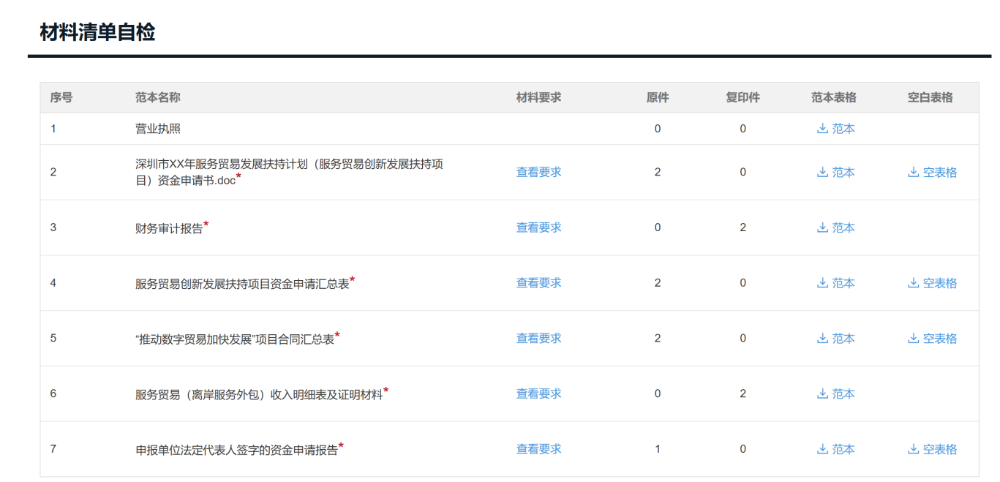 材料清单自检
序号 范本名称 材料要求 原件 复印件 范本表格 空白表格
1 营业执照 0 0 范本
深圳市XX年服务贸易发展扶持计划（服务贸易创新发展扶持项
2 查看要求 2 0 范本 空表格
目）资金申请书.doc*
3 财务审计报告* 查看要求 0 2 范本
4 服务贸易创新发展扶持项目资金申请汇总表* 查看要求 2 0 范本 空表格
5 “推动数字贸易加快发展”项目合同汇总表* 查看要求 2 0 范本 空表格
6 服务贸易（离岸服务外包）收入明细表及证明材料* 查看要求 0 2 范本
7 申报单位法定代表人签字的资金申请报告* 查看要求 1 0 范本 空表格